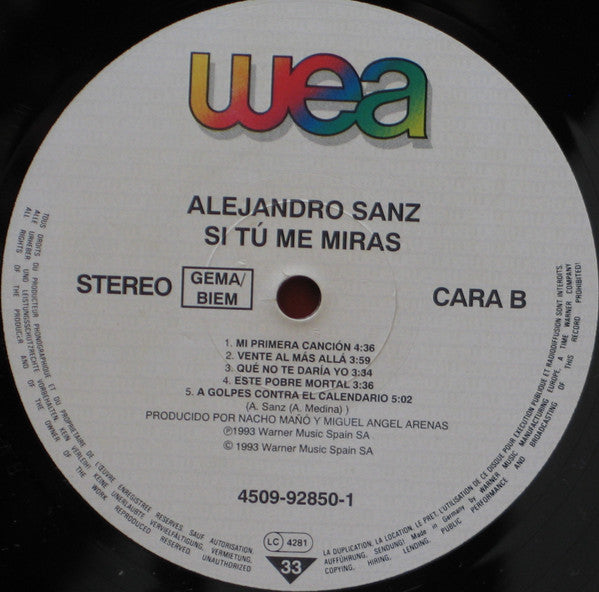 wea
ALEJANDRO SANZ
SI TÚ ME MIRAS
STEREO
GEMA/
BIEM
CARA B
1. MI PRIMERA CANCIÓN 4:36
2. VENTE AL MÁS ALLÁ 3:59
3. QUÉ NO TE DARÍA YO 3:34
4. ESTE POBRE MORTAL 3:36
5. A GOLPES CONTRA EL CALENDARIO 5:02
(A. Sanz (A. Medina) )
PRODUCIDO POR NACHO MAÑÓ Y MIGUEL ANGEL ARENAS
Ⓟ1993 Warner Music Spain SA
© 1993 Warner Music Spain SA
4509-92850-1
LC 4281
33
TOUS DROITS DU PRODUCTEUR PHONOGRAPHIQUE ET DU PROPRIETAIRE DE L'ŒUVRE ENREGISTREE RESERVES. SAUF AUTORISATION,
LA DUPLICATION, LA LOCATION, LE PRET, L'UTILISATION DE CE DISQUE POUR EXECUTION PUBLIQUE ET RADIODIFFUSION SONT INTERDITS
ALLE URHEBER UND LEISTUNGSSCHUTZRECHTE VORBEHALTEN. KEIN VERLEIH! KEINE UNERLAUBTE VERVIELFÄLTIGUNG, VERMIETUNG,
AUFFÜHRUNG, SENDUNG! Made in Germany by WARNER MUSIC MANUFACTURING EUROPE. A TIME WARNER COMPANY
ALL RIGHTS OF THE PRODUCER AND OF THE OWNER OF THE WORK REPRODUCED RESERVED. UNAUTHORIZED
COPYING, HIRING, LENDING, PUBLIC PERFORMANCE AND BROADCASTING OF THIS RECORD PROHIBITED!